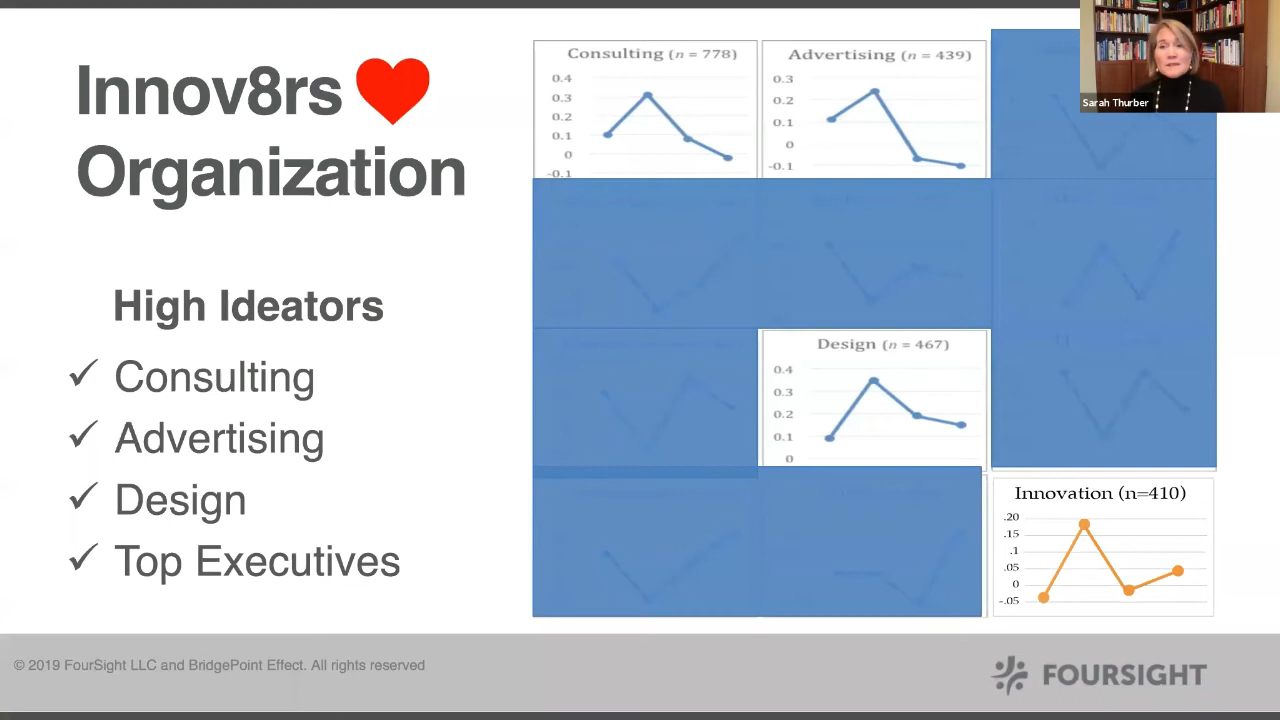 Innov8rs
Organization
High Ideators
✓ Consulting
✓ Advertising
✓ Design
✓ Top Executives
Consulting (n = 778)
0.4
0.3
0.2
0.1
0
-0.1
Advertising (n = 439)
0.3
0.2
0.1
0
-0.1
Sarah Thurber
Design (n = 467)
0.4
0.3
0.2
0.1
0
Innovation (n=410)
.20
.15
.1
.05
0
-.05
© 2019 FourSight LLC and BridgePoint Effect. All rights reserved
FOURSIGHT